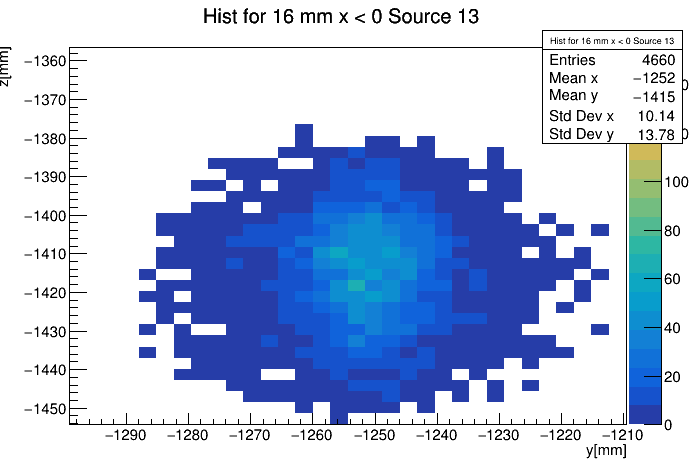 Hist for 16 mm x < 0 Source 13
z[mm]
Hist for 16 mm x < 0 Source 13
Entries 4660
Mean x −1252
Mean y −1415
Std Dev x 10.14
Std Dev y 13.78
−1360
−1370
−1380
−1390
−1400
−1410
−1420
−1430
−1440
−1450
0
0
100
80
60
40
20
0
−1290 −1280 −1270 −1260 −1250 −1240 −1230 −1220 −1210
y[mm]